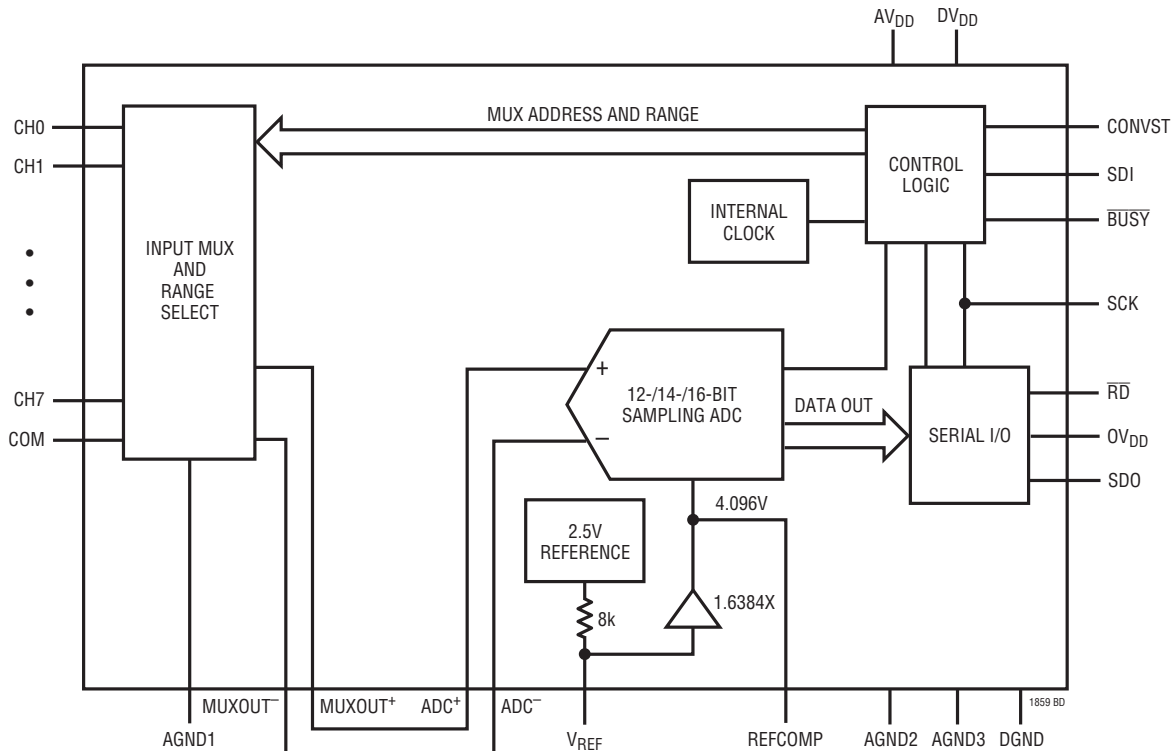 AVDD DVDD
CH0
CH1
CH7
COM
INPUT MUX
AND
RANGE
SELECT
MUX ADDRESS AND RANGE
INTERNAL
CLOCK
CONTROL
LOGIC
CONVST
SDI
BUSY
SCK
+
12-/14-/16-BIT
SAMPLING ADC
–
DATA OUT
SERIAL I/O
RD
OVDD
SDO
2.5V
REFERENCE
4.096V
8k
1.6384X
MUXOUT– MUXOUT+ ADC+ ADC–
1859 BD
AGND1 VREF REFCOMP AGND2 AGND3 DGND